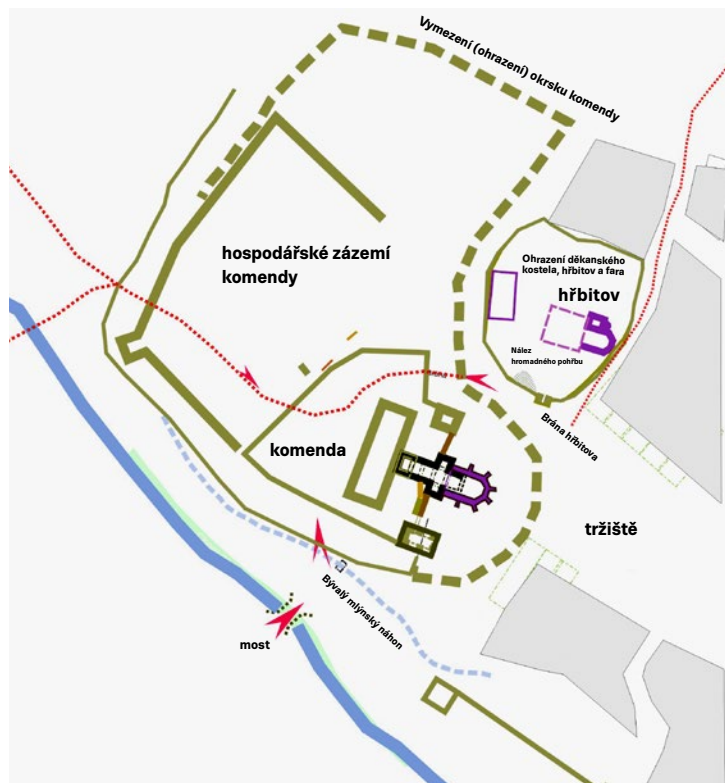 Vymezení (ohrazení) okrsku komendy
hospodářské zázemí
komendy
Ohrazení děkanského
kostela, hřbitov a fara
hřbitov
Nález
hromadného pohřbu
Brána hřbitova
komenda
tržiště
Bývalý mlýnský náhon
most